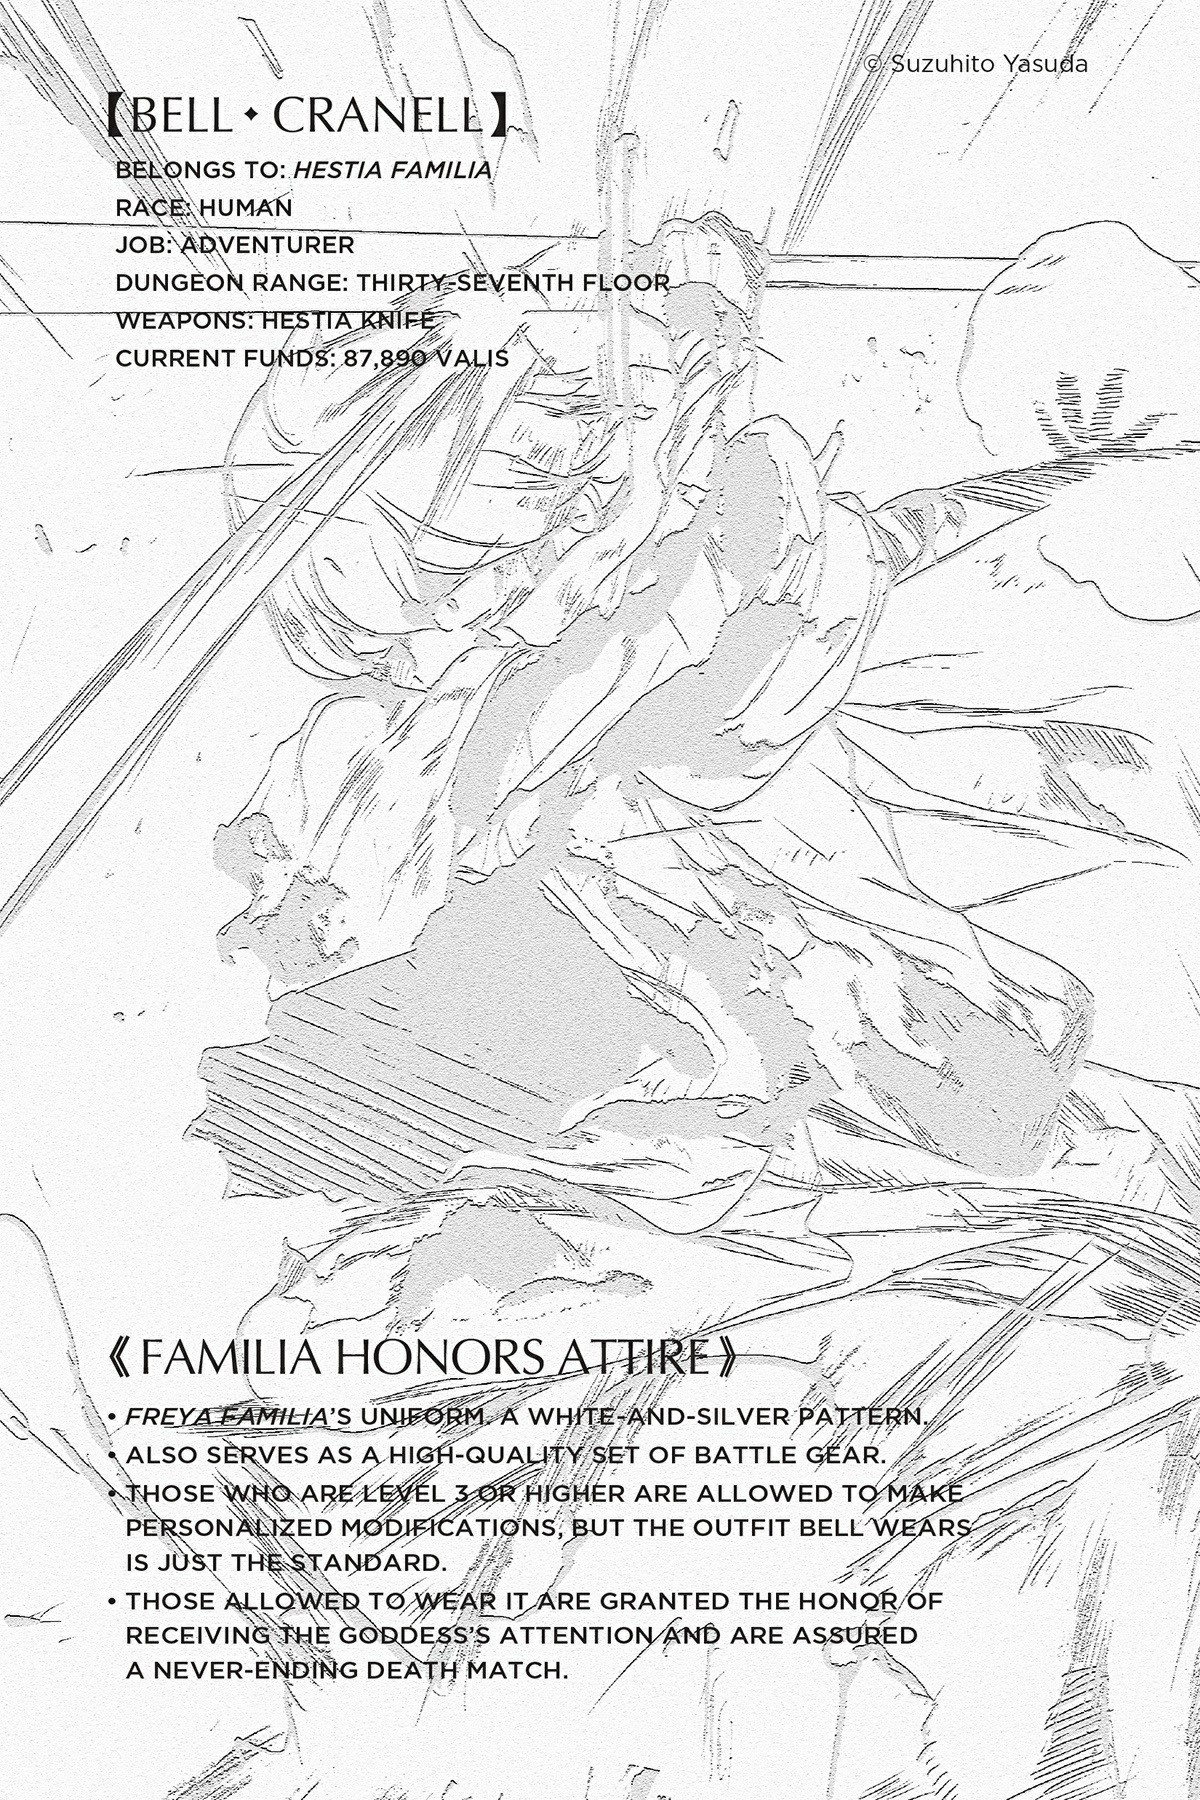 © Suzuhito Yasuda
【BELL • CRANELL】
BELONGS TO: HESTIA FAMILIA
RACE: HUMAN
JOB: ADVENTURER
DUNGEON RANGE: THIRTY-SEVENTH FLOOR
WEAPONS: HESTIA KNIFE
CURRENT FUNDS: 87,890 VALIS
《FAMILIA HONORS ATTIRE》
• FREYA FAMILIA’S UNIFORM. A WHITE-AND-SILVER PATTERN.
• ALSO SERVES AS A HIGH-QUALITY SET OF BATTLE GEAR.
• THOSE WHO ARE LEVEL 3 OR HIGHER ARE ALLOWED TO MAKE
PERSONALIZED MODIFICATIONS, BUT THE OUTFIT BELL WEARS
IS JUST THE STANDARD.
• THOSE ALLOWED TO WEAR IT ARE GRANTED THE HONOR OF
RECEIVING THE GODDESS’S ATTENTION AND ARE ASSURED
A NEVER-ENDING DEATH MATCH.